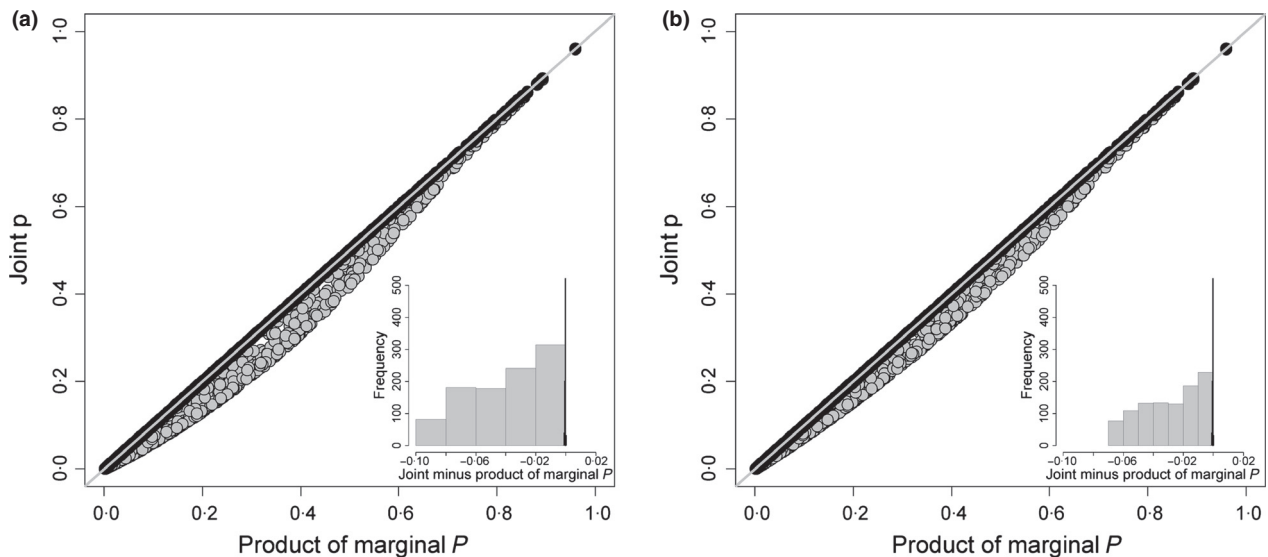 (a)
1·0
0·8
0·6
0·4
0·2
0·0
Joint p
0·0 0·2 0·4 0·6 0·8 1·0
Product of marginal P
500
400
300
200
100
0
Frequency
−0·10 −0·06 −0·02 0·02
Joint minus product of marginal P
(b)
1·0
0·8
0·6
0·4
0·2
0·0
Joint p
0·0 0·2 0·4 0·6 0·8 1·0
Product of marginal P
500
400
300
200
100
0
Frequency
−0·10 −0·06 −0·02 0·02
Joint minus product of marginal P